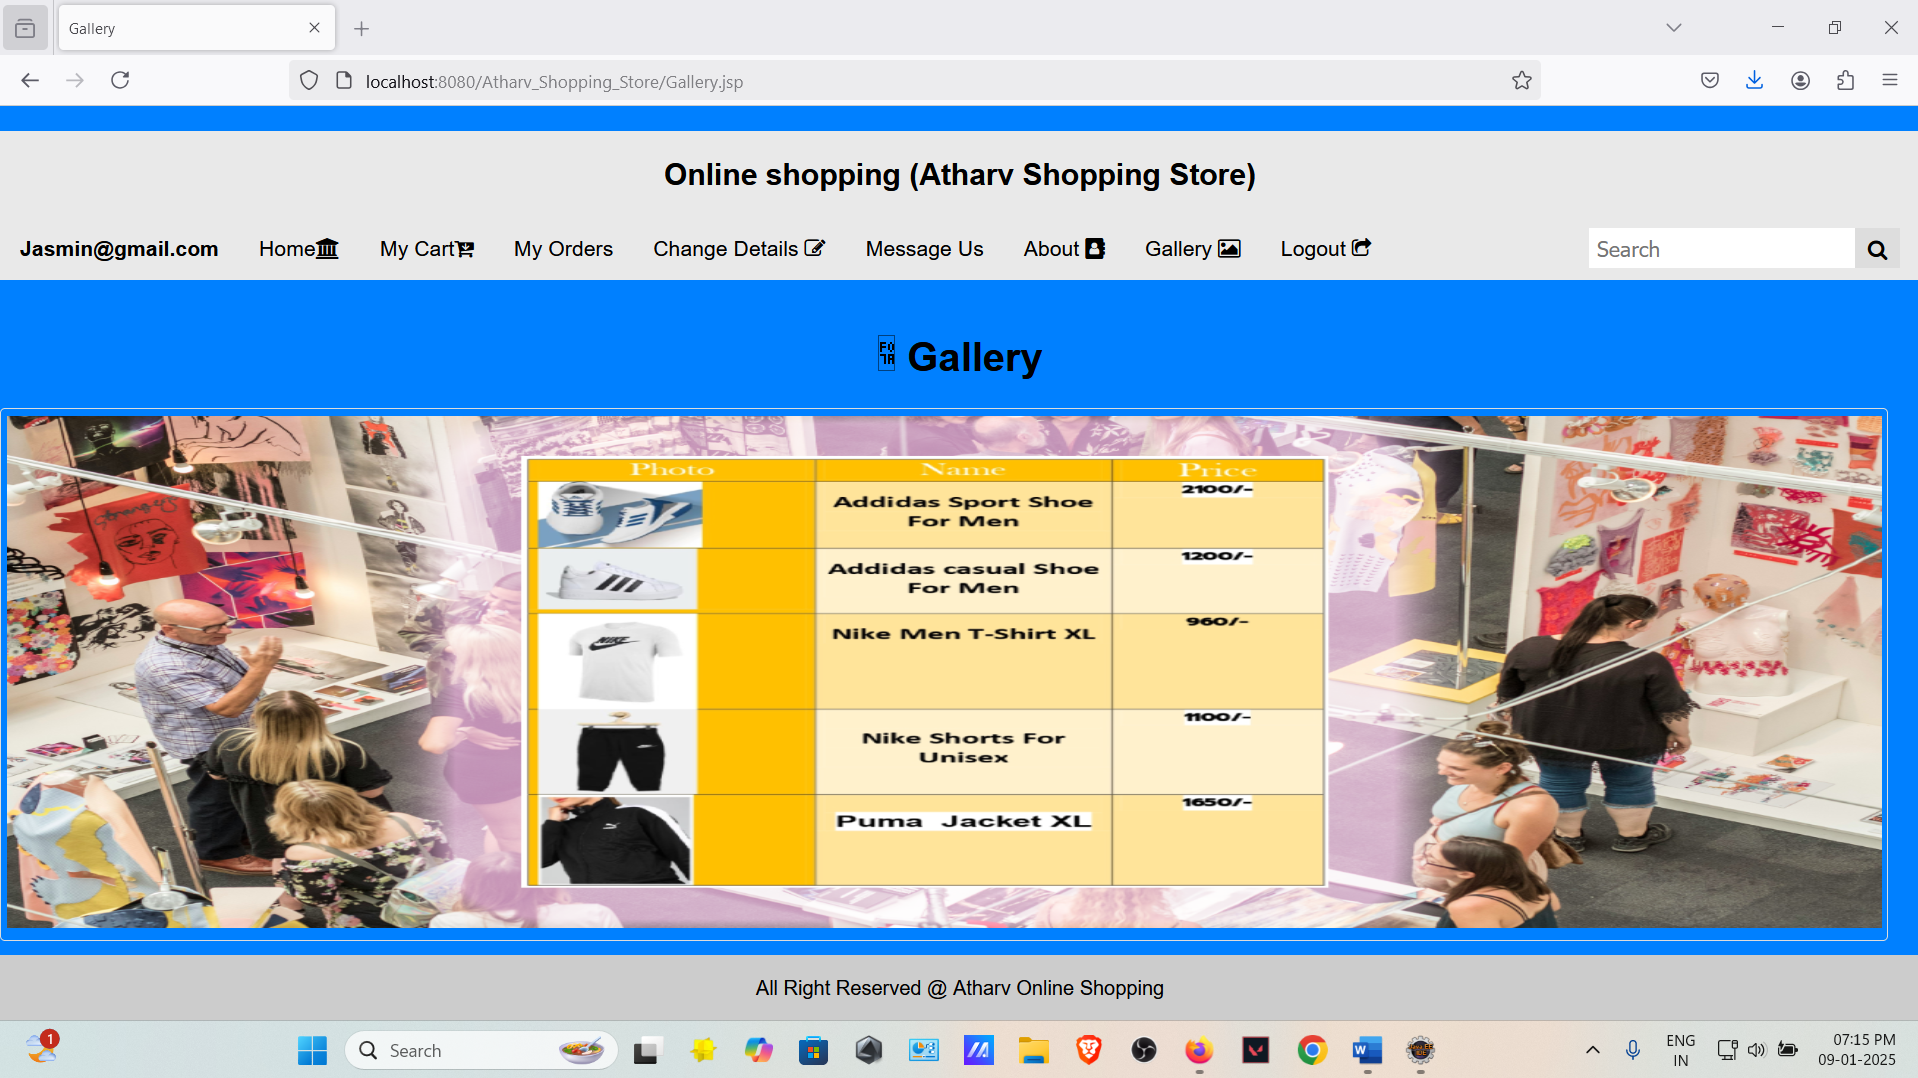 Gallery
localhost:8080/Atharv_Shopping_Store/Gallery.jsp
Online shopping (Atharv Shopping Store)
Jasmin@gmail.com Home My Cart My Orders Change Details Message Us About Gallery Logout Search
Gallery
Photo Name Price
Addidas Sport Shoe For Men 2100/-
Addidas casual Shoe For Men 1200/-
NIKE
Nike Men T-Shirt XL 960/-
Nike Shorts For Unisex 1100/-
Puma Jacket XL 1650/-
All Right Reserved @ Atharv Online Shopping
1
Search
ENG
IN
07:15 PM
09-01-2025